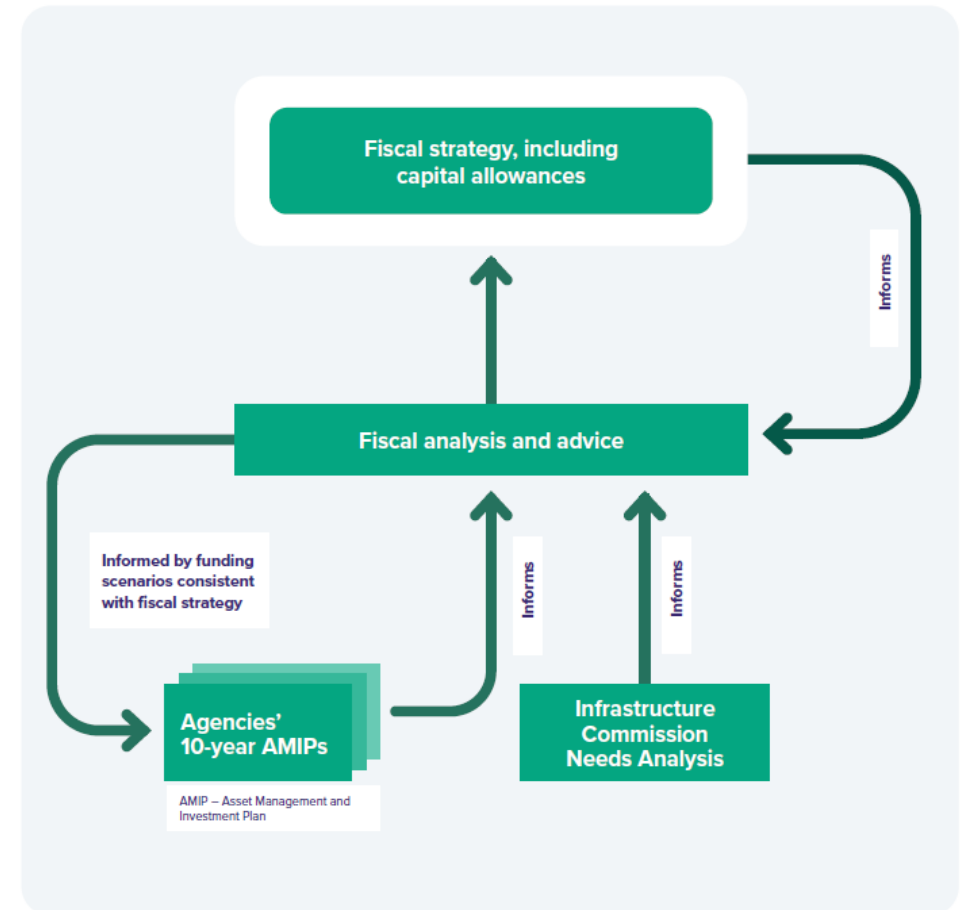 Fiscal strategy, including
capital allowances
Informs
Fiscal analysis and advice
Informed by funding
scenarios consistent
with fiscal strategy
Informs
Informs
Agencies’
10-year AMIPs
Infrastructure
Commission
Needs Analysis
AMIP – Asset Management and
Investment Plan